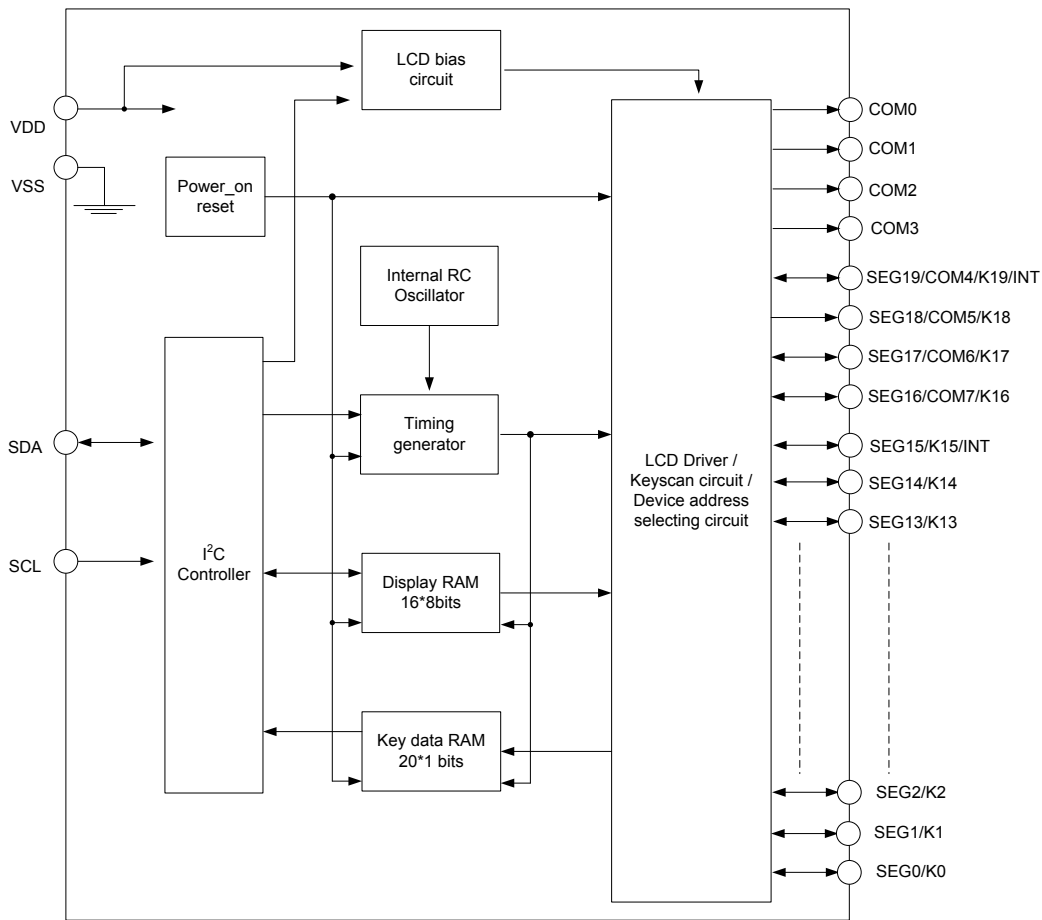 LCD bias
circuit
VDD
VSS
Power_on
reset
Internal RC
Oscillator
Timing
generator
SDA
SCL
I²C
Controller
Display RAM
16*8bits
Key data RAM
20*1 bits
LCD Driver /
Keyscan circuit /
Device address
selecting circuit
COM0
COM1
COM2
COM3
SEG19/COM4/K19/INT
SEG18/COM5/K18
SEG17/COM6/K17
SEG16/COM7/K16
SEG15/K15/INT
SEG14/K14
SEG13/K13
SEG2/K2
SEG1/K1
SEG0/K0